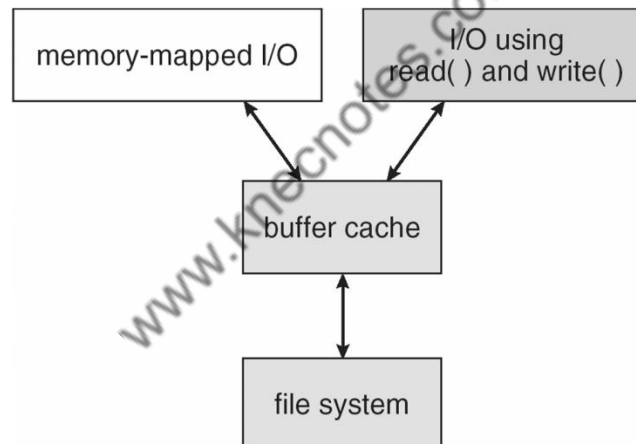 memory-mapped I/O
I/O using
read( ) and write( )
buffer cache
file system
www.knecnotes.co